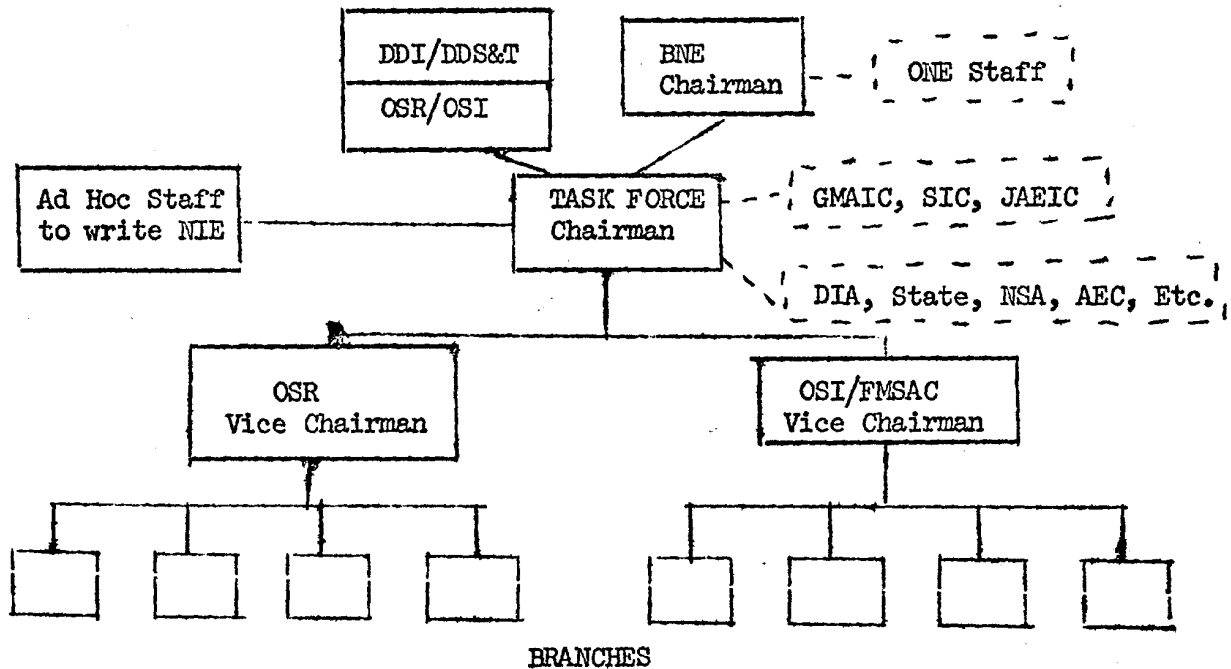 DDI/DDS&T
OSR/OSI
BNE
Chairman
ONE Staff
Ad Hoc Staff
to write NIE
TASK FORCE
Chairman
GMAIC, SIC, JAEIC
DIA, State, NSA, AEC, Etc.
OSR
Vice Chairman
OSI/FMSAC
Vice Chairman
BRANCHES